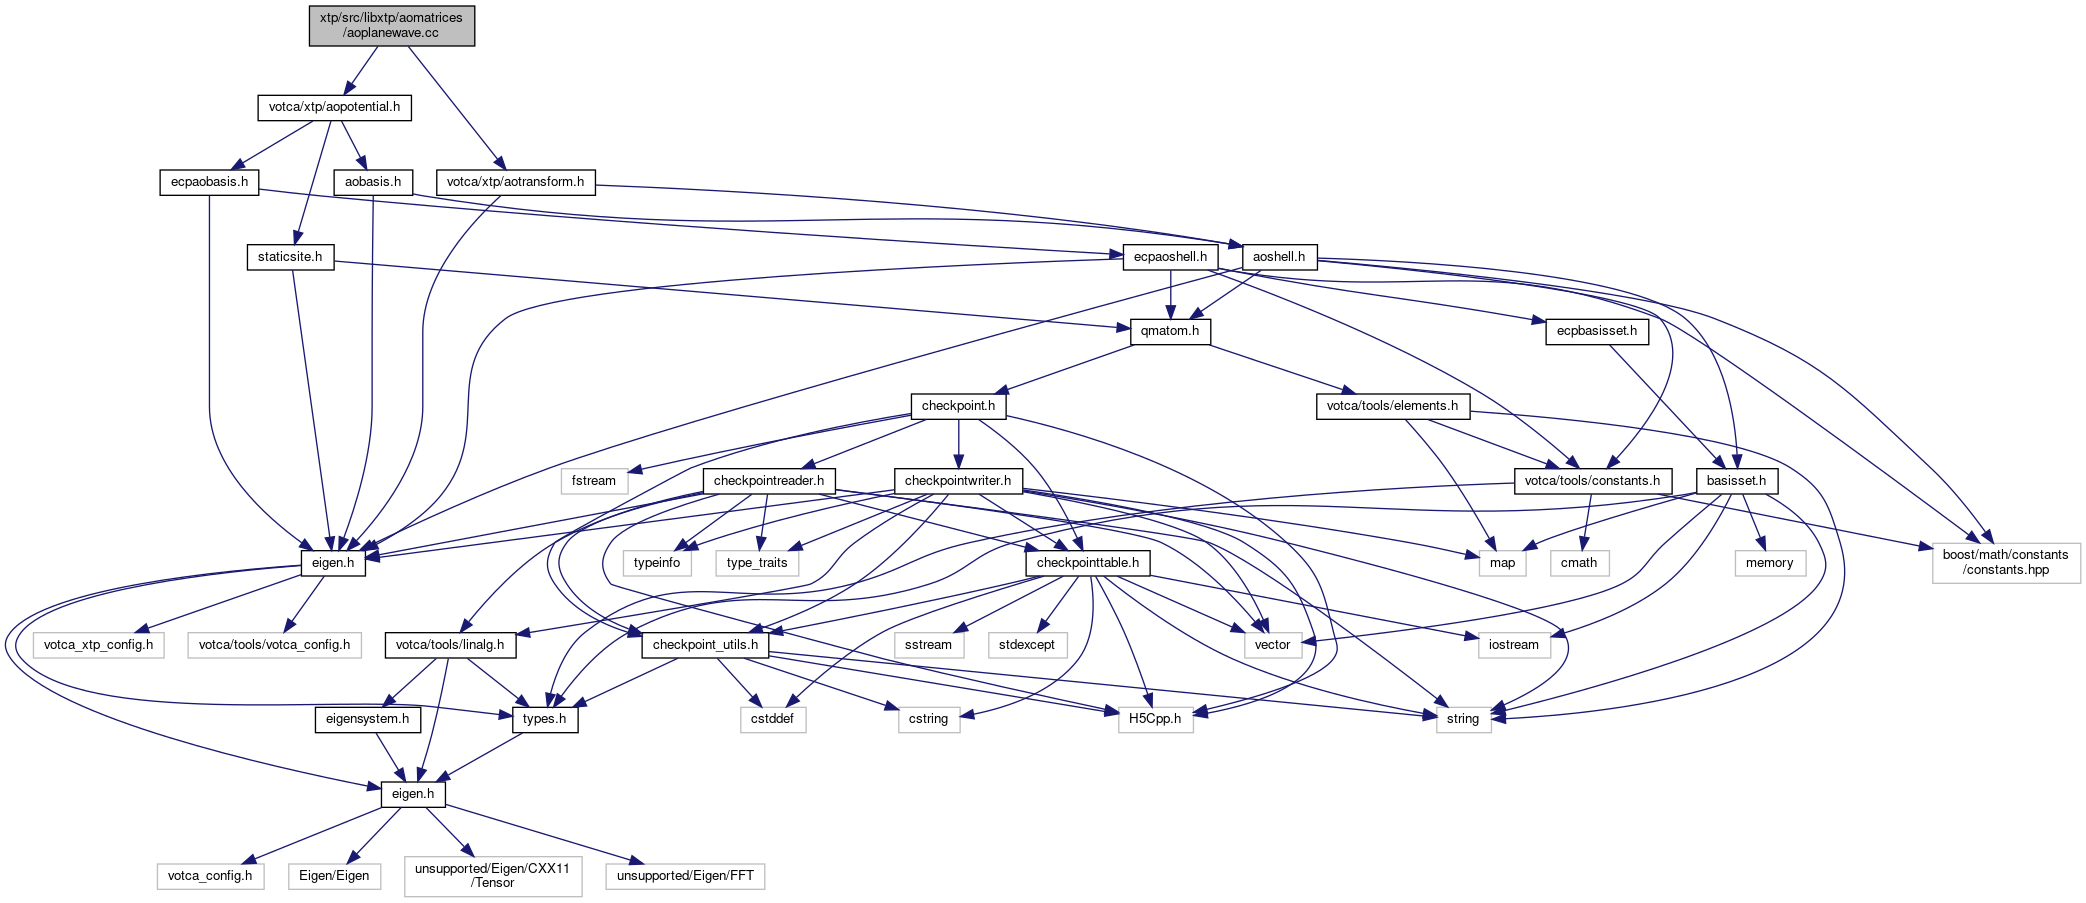 xtp/src/libxtp/aomatrices
/aoplanewave.cc
votca/xtp/aopotential.h
ecpaobasis.h
aobasis.h
votca/xtp/aotransform.h
staticsite.h
ecpaoshell.h
aoshell.h
qmatom.h
ecpbasisset.h
checkpoint.h
votca/tools/elements.h
fstream
checkpointreader.h
checkpointwriter.h
votca/tools/constants.h
basisset.h
eigen.h
typeinfo
type_traits
checkpointtable.h
map
cmath
memory
boost/math/constants
/constants.hpp
votca_xtp_config.h
votca/tools/votca_config.h
votca/tools/linalg.h
checkpoint_utils.h
sstream
stdexcept
vector
iostream
eigensystem.h
types.h
cstddef
cstring
H5Cpp.h
string
eigen.h
votca_config.h
Eigen/Eigen
unsupported/Eigen/CXX11
/Tensor
unsupported/Eigen/FFT